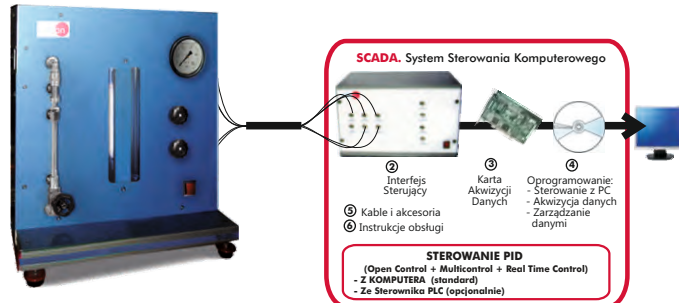 SCADA. System Sterowania Komputerowego
② Interfejs Sterujący
③ Karta Akwizycji Danych
④ Oprogramowanie:
- Sterowanie z PC
- Akwizycja danych
- Zarządzanie danymi
⑤ Kable i akcesoria
⑥ Instrukcje obsługi
STEROWANIE PID
(Open Control + Multicontrol + Real Time Control)
- Z KOMPUTERA (standard)
- Ze Sterownika PLC (opcjonalnie)